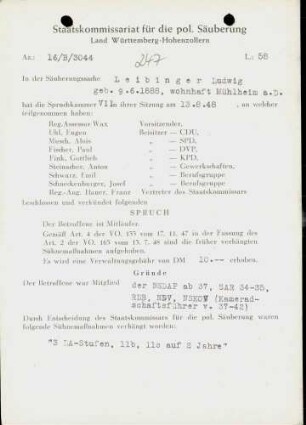 Staatskommissariat für die pol. Säuberung
Land Württemberg-Hohenzollern
Az.: 16/B/3044
247
L.: 58
In der Säuberungssache Leibinger Ludwig
geb. 9.6.1888, wohnhaft Mühlheim a.D.
hat die Spruchkammer VII in ihrer Sitzung am 13.8.48, an welcher
teilgenommen haben:
Reg.Assessor Wax Vorsitzender,
Uhl, Eugen Beisitzer — CDU,
Mosch, Alois „ — SPD,
Fischer, Paul „ — DVP,
Fink, Gottlieb „ — KPD,
Steimer, Anton „ — Gewerkschaften,
Schwarz, Emil „ — Berufsgruppe
Schneckenburger, Josef „ — Berufsgruppe
Reg.-Ang. Bauer, Franz Vertreter des Staatskommissars
beschlossen und verkündet folgenden
SPRUCH
Der Betroffene ist Mitläufer.
Gemäß Art. 4 der VO. 133 vom 17. 11. 47 in der Fassung des
Art. 2 der VO. 165 vom 15. 7. 48 sind die früher verhängten
Sühnemaßnahmen aufgehoben.
Es wird eine Verwaltungsgebühr von DM 10.-- erhoben.
Gründe
Der Betroffene war Mitglied der NSDAP ab 37, SAR 34-35,
RDB, NSV, NSKOV (Kamerad-
schaftsführer v. 37-42)
Durch Entscheidung des Staatskommissars für die pol. Säuberung waren
folgende Sühnemaßnahmen verhängt worden:
"3 DA-Stufen, 11b, 11c auf 2 Jahre"